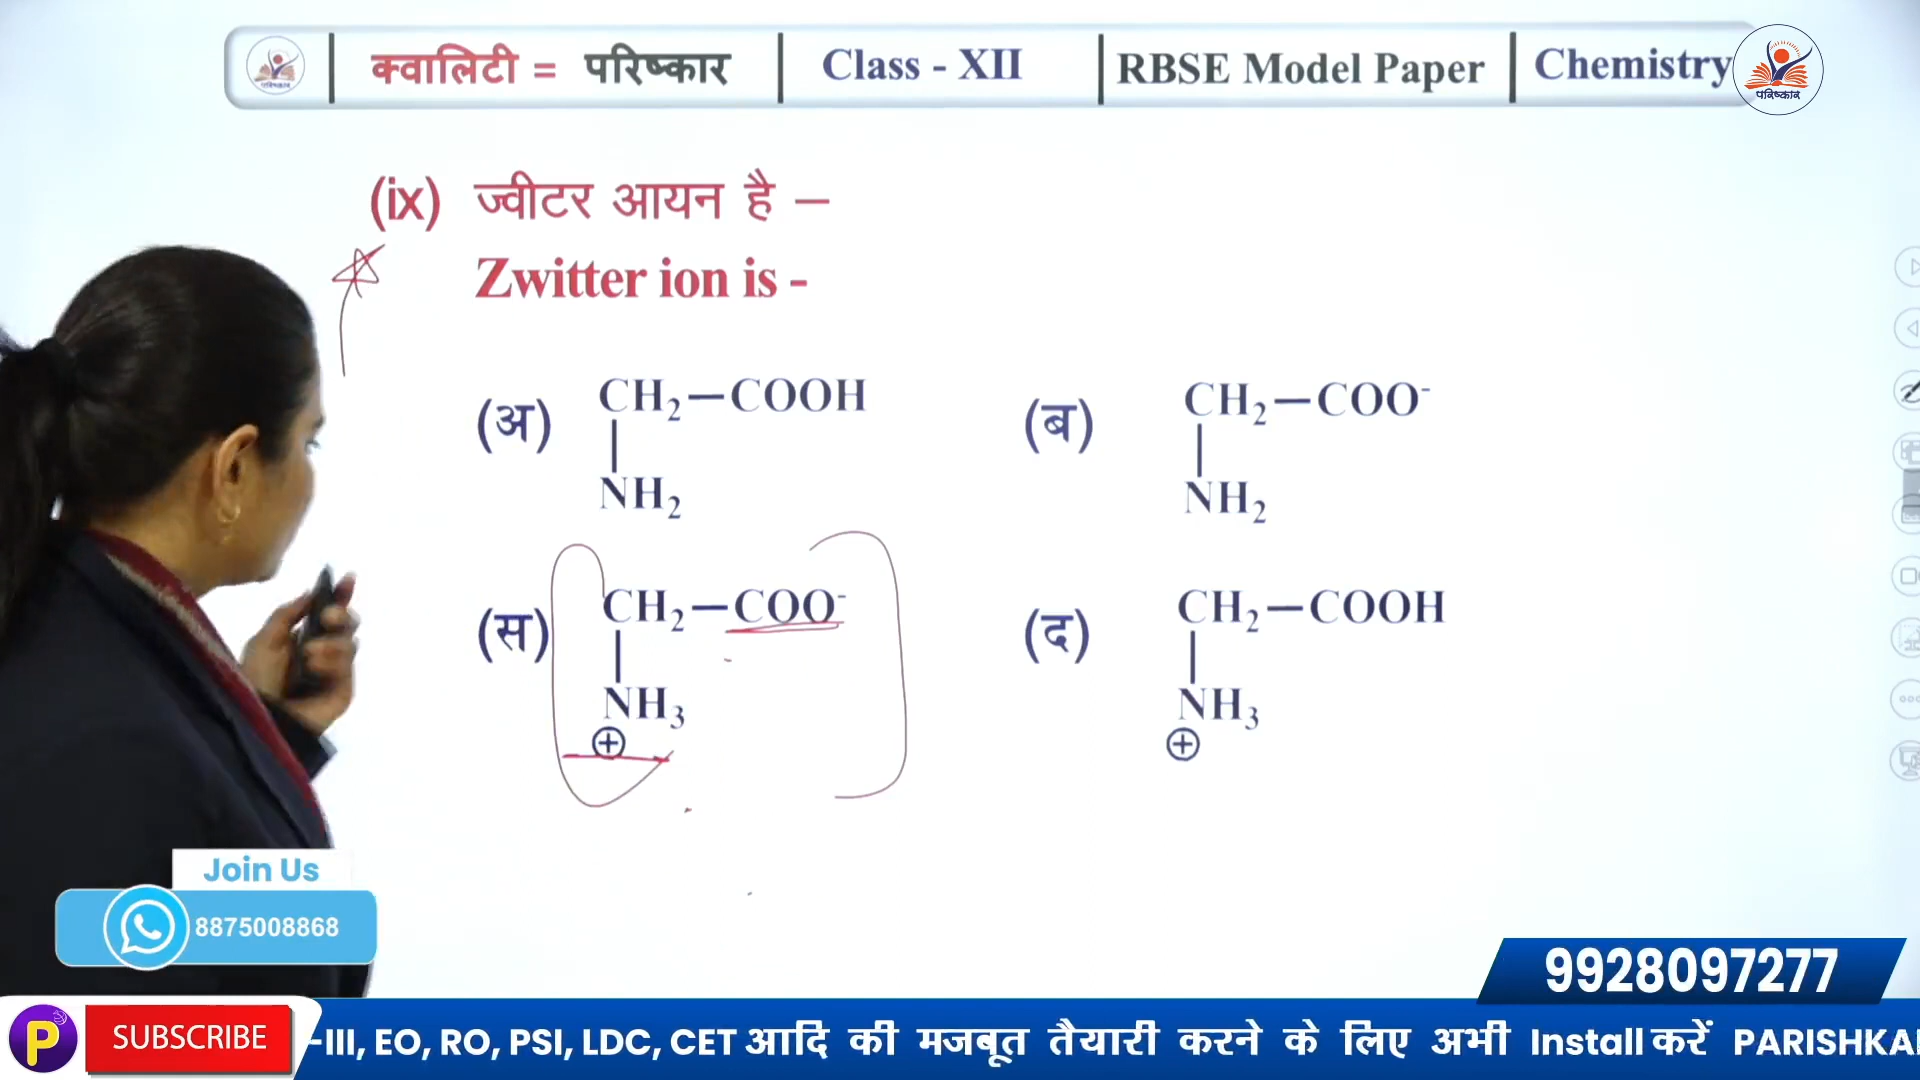 परिष्कार
क्वालिटी = परिष्कार
Class - XII
RBSE Model Paper
Chemistry
परिष्कार
(ix) ज्वीटर आयन है –
Zwitter ion is -
(अ) CH₂—COOH
|
NH₂
(ब) CH₂—COO⁻
|
NH₂
(स) CH₂—COO⁻
|
NH₃
⊕
(द) CH₂—COOH
|
NH₃
⊕
Join Us
8875008868
9928097277
P
SUBSCRIBE
-III, EO, RO, PSI, LDC, CET आदि की मजबूत तैयारी करने के लिए अभी Install करें PARISHKA